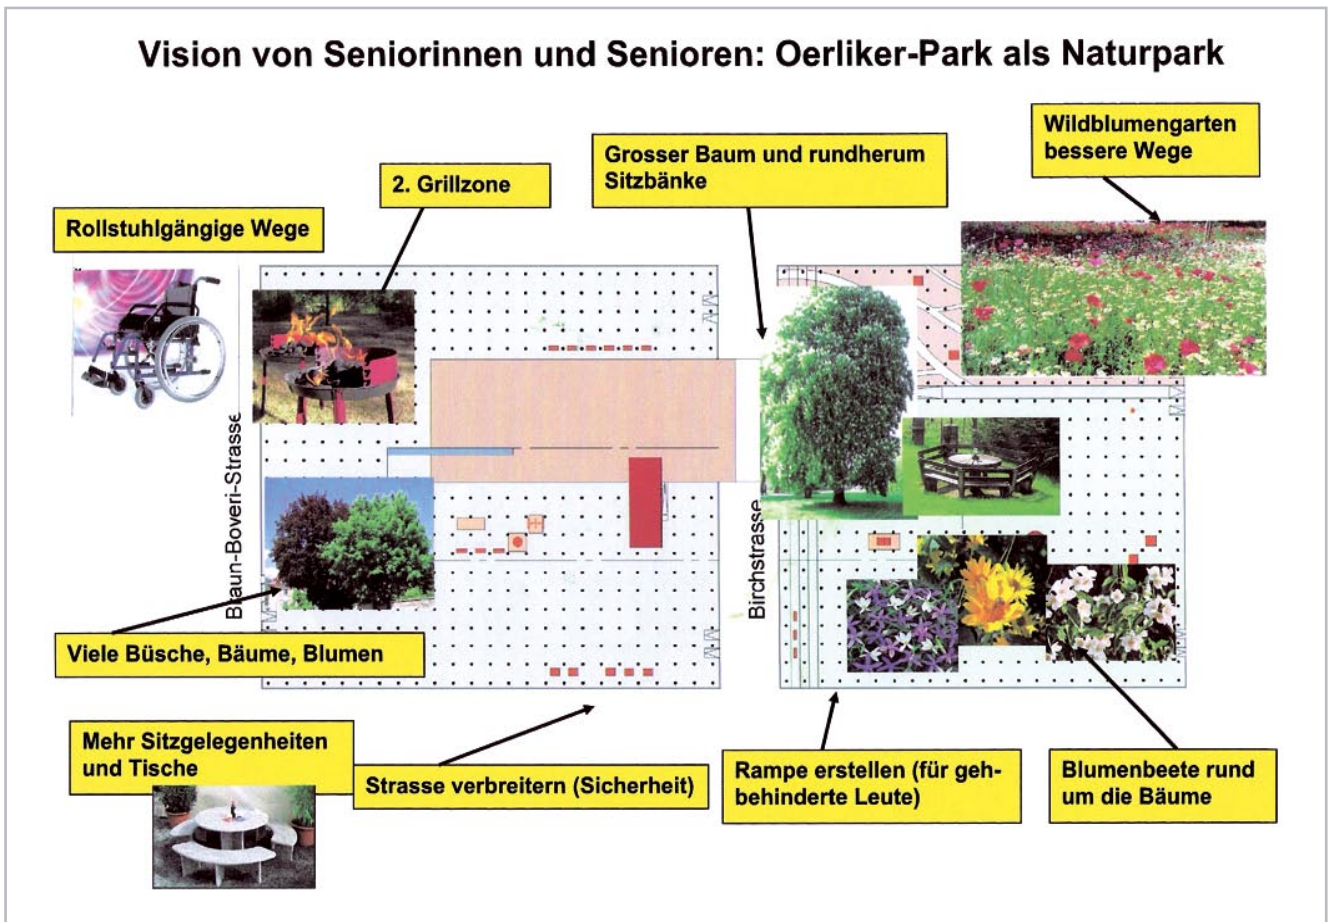 Vision von Seniorinnen und Senioren: Oerliker-Park als Naturpark
Wildblumengarten
bessere Wege
Grosser Baum und rundherum
Sitzbänke
2. Grillzone
Rollstuhlgängige Wege
Blaun-Boveri-Strasse
Birchstrasse
Viele Büsche, Bäume, Blumen
Mehr Sitzgelegenheiten
und Tische
Strasse verbreitern (Sicherheit)
Rampe erstellen (für geh-
behinderte Leute)
Blumenbeete rund
um die Bäume